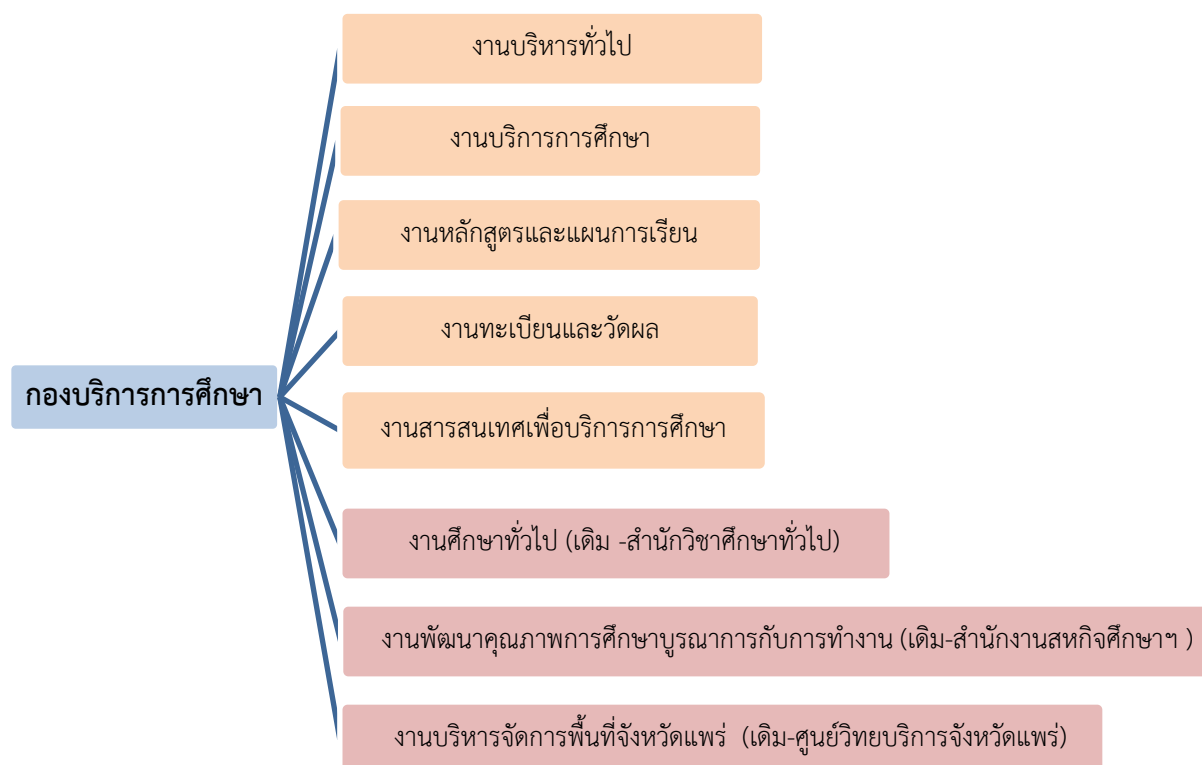 งานบริหารทั่วไป
งานบริการการศึกษา
งานหลักสูตรและแผนการเรียน
งานทะเบียนและวัดผล
กองบริการการศึกษา
งานสารสนเทศเพื่อบริการการศึกษา
งานศึกษาทั่วไป (เดิม -สำนักวิชาศึกษาทั่วไป)
งานพัฒนาคุณภาพการศึกษาบูรณาการกับการทำงาน (เดิม-สำนักงานสหกิจศึกษาฯ )
งานบริหารจัดการพื้นที่จังหวัดแพร่ (เดิม-ศูนย์วิทยบริการจังหวัดแพร่)